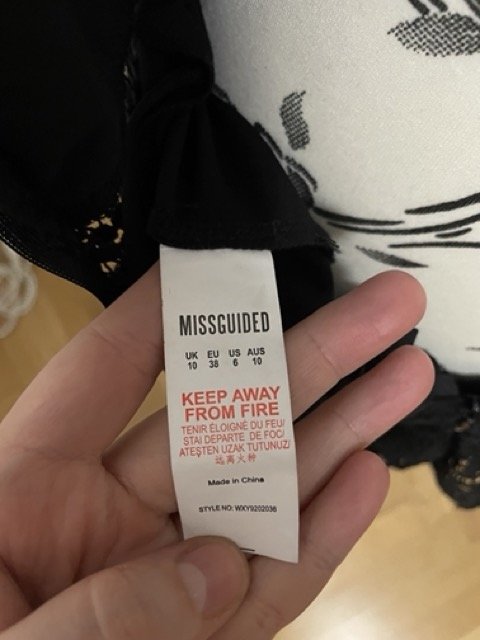 MISSGUIDED
UK EU US AUS
10 38 6 10
KEEP AWAY
FROM FIRE
TENIR ÉLOIGNÉ DU FEU/
STAI DEPARTE DE FOC/
ATEŞTEN UZAK TUTUNUZ/
远离火种
Made in China
STYLE NO: WXY9202036